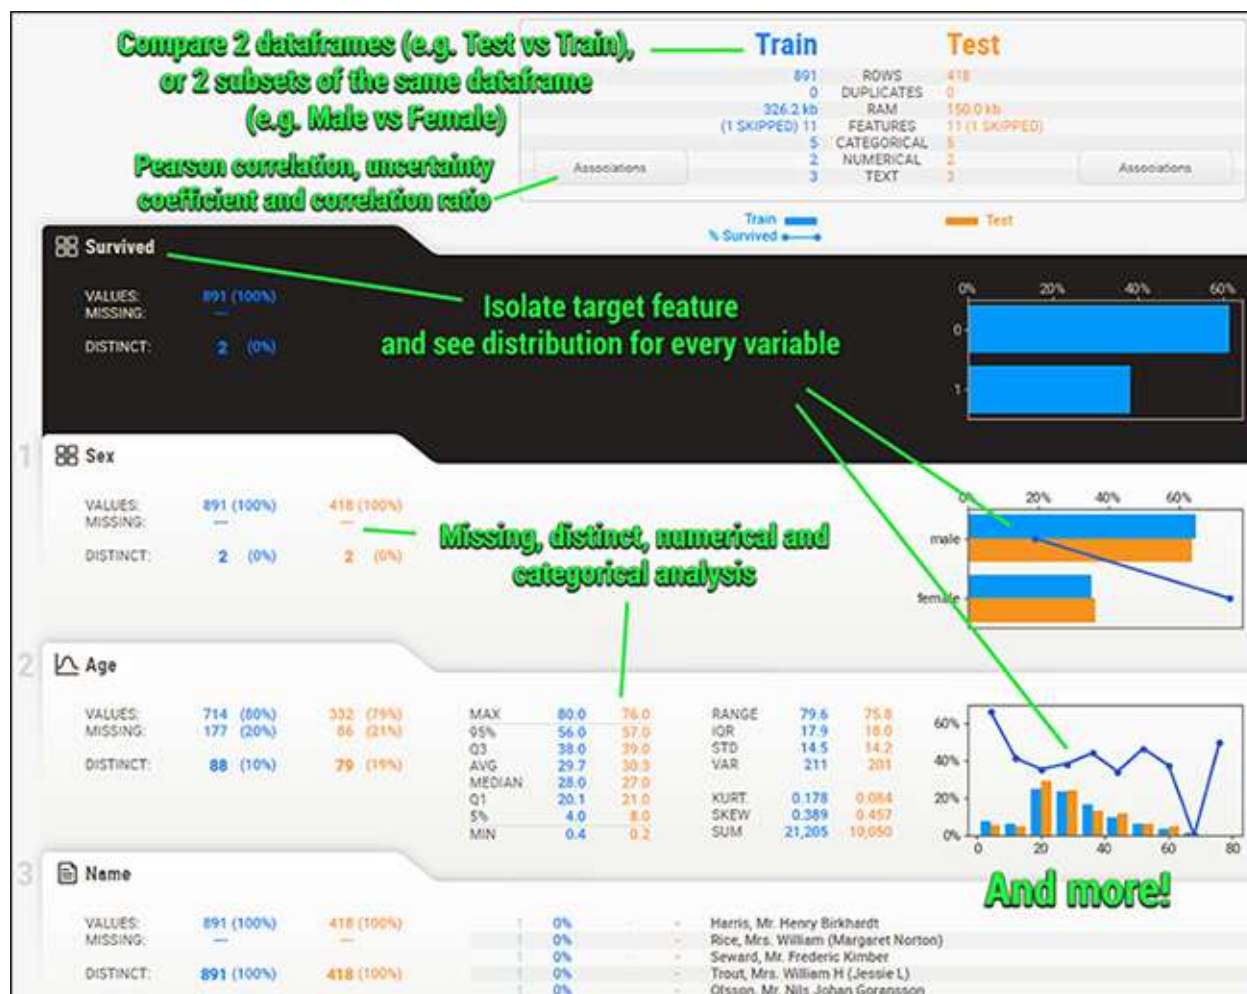 Compare 2 dataframes (e.g. Test vs Train),
or 2 subsets of the same dataframe
(e.g. Male vs Female)
Pearson correlation, uncertainty
coefficient and correlation ratio
Train Test
891 ROWS 418
0 DUPLICATES 0
326.2 kb RAM 150.0 kb
(1 SKIPPED) 11 FEATURES 11 (1 SKIPPED)
5 CATEGORICAL 5
2 NUMERICAL 2
3 TEXT 3
Associations Associations
Train Test
% Survived
Survived
VALUES: 891 (100%)
MISSING: ---
DISTINCT: 2 (0%)
Isolate target feature
and see distribution for every variable
0% 20% 40% 60%
0
1
1 Sex
VALUES: 891 (100%) 418 (100%)
MISSING: --- ---
DISTINCT: 2 (0%) 2 (0%)
Missing, distinct, numerical and
categorical analysis
0% 20% 40% 60%
male
female
2 Age
VALUES: 714 (80%) 332 (79%)
MISSING: 177 (20%) 86 (21%)
DISTINCT: 88 (10%) 79 (19%)
MAX 80.0 76.0
95% 56.0 57.0
Q3 38.0 39.0
AVG 29.7 30.3
MEDIAN 28.0 27.0
Q1 20.1 21.0
5% 4.0 8.0
MIN 0.4 0.2
RANGE 79.6 75.8
IQR 17.9 18.0
STD 14.5 14.2
VAR 211 201
KURT. 0.178 0.084
SKEW 0.389 0.457
SUM 21,205 10,050
60%
40%
20%
0%
0 20 40 60 80
And more!
3 Name
VALUES: 891 (100%) 418 (100%)
MISSING: --- ---
DISTINCT: 891 (100%) 418 (100%)
1 0% - - Harris, Mr. Henry Birkhardt
1 0% - - Rice, Mrs. William (Margaret Norton)
1 0% - - Seward, Mr. Frederic Kimber
1 0% - - Trout, Mrs. William H (Jessie L)
1 0% - - Olsson, Mr. Nils Johan Goransson